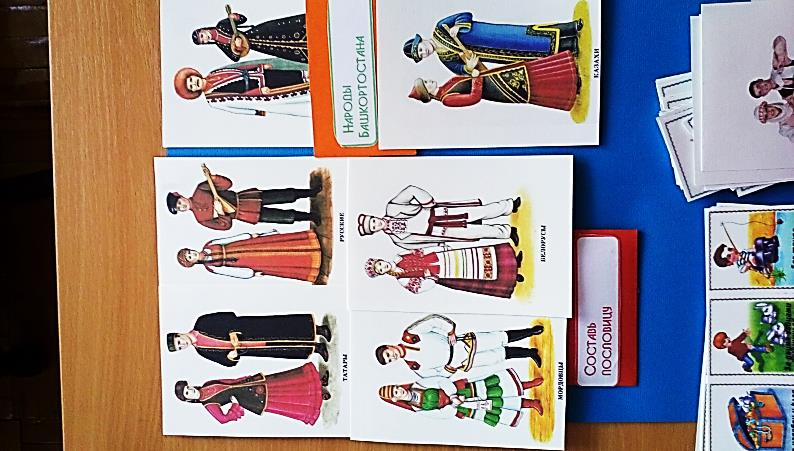 НАРОДЫ
БАШКОРТОСТАНА
КАЗАХИ
РУССКИЕ
БЕЛОРУСЫ
ТАТАРЫ
МОРДОВЦЫ
СОСТАВЬ
ПОСЛОВИЦУ